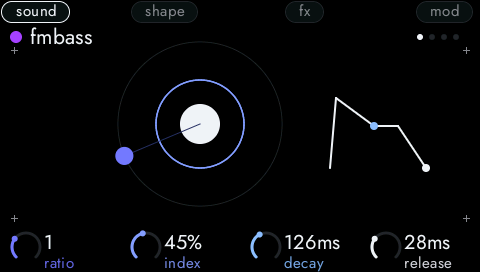 sound shape fx mod
fmbass
1 45% 126ms 28ms
ratio index decay release